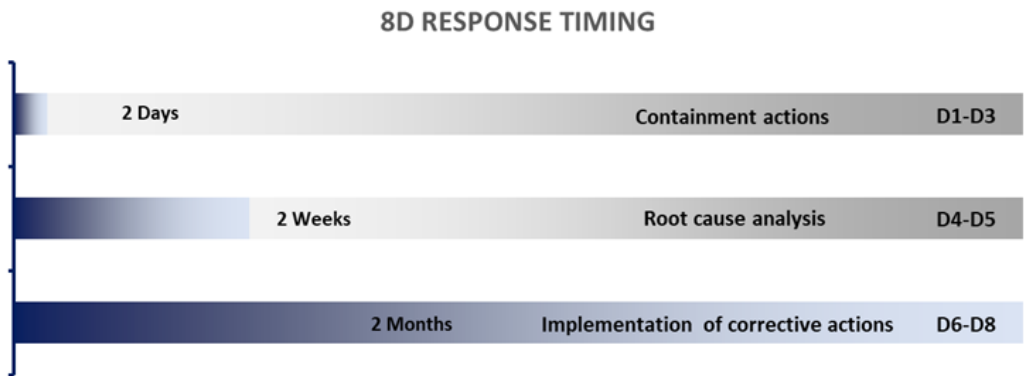 8D RESPONSE TIMING
2 Days Containment actions D1-D3
2 Weeks Root cause analysis D4-D5
2 Months Implementation of corrective actions D6-D8